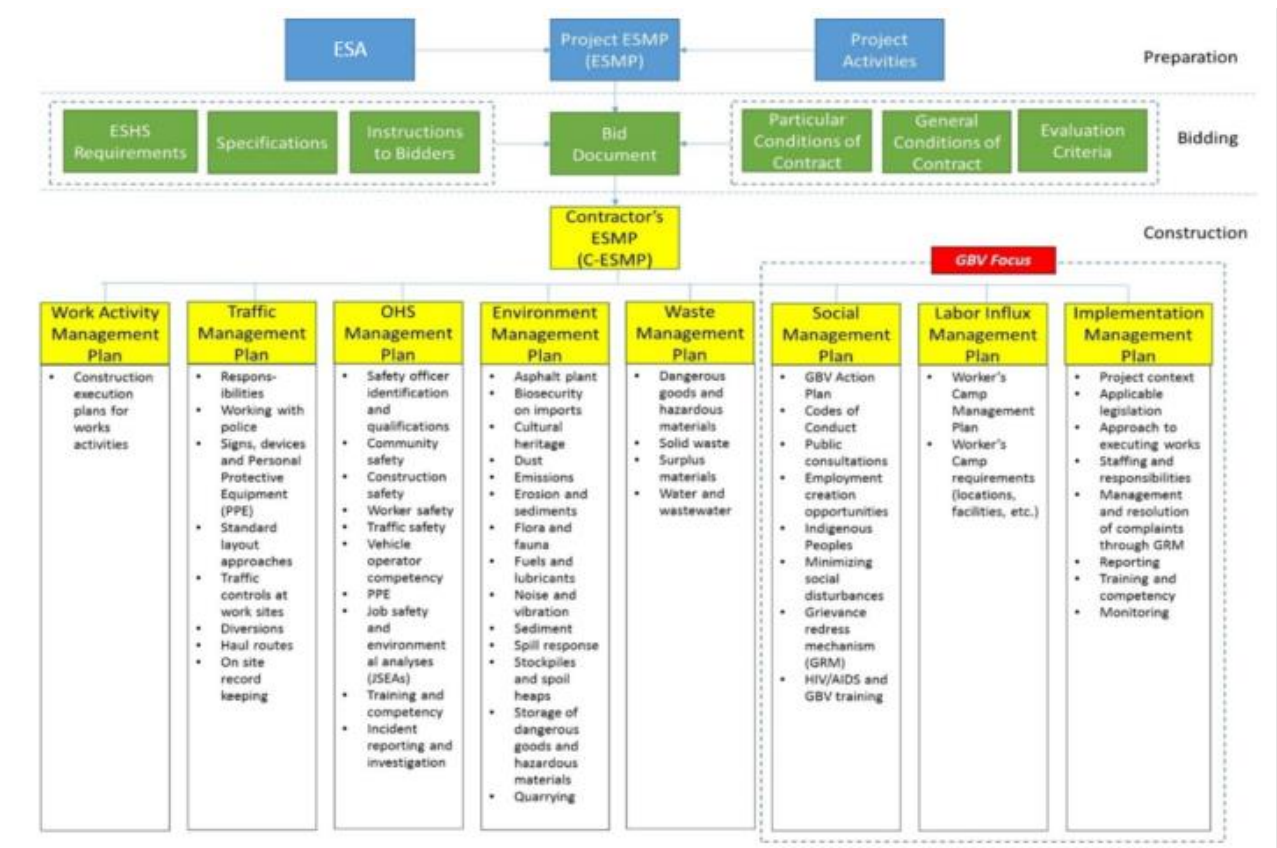 ESA
Project ESMP
(ESMP)
Project
Activities
Preparation
ESHS
Requirements
Specifications
Instructions
to Bidders
Bid
Document
Particular
Conditions of
Contract
General
Conditions of
Contract
Evaluation
Criteria
Bidding
Contractor's
ESMP
(C-ESMP)
Construction
GBV Focus
Work Activity
Management
Plan
• Construction
execution
plans for
works
activities
Traffic
Management
Plan
• Respons-
ibilities
• Working with
police
• Signs, devices
and Personal
Protective
Equipment
(PPE)
• Standard
layout
approaches
• Traffic
controls at
work sites
• Diversions
• Haul routes
• On site
record
keeping
OHS
Management
Plan
• Safety officer
identification
and
qualifications
• Community
safety
• Construction
safety
• Worker safety
• Traffic safety
• Vehicle
operator
competency
• PPE
• Job safety
and
environment
al analyses
(JSEAs)
• Training and
competency
• Incident
reporting and
investigation
Environment
Management
Plan
• Asphalt plant
• Biosecurity
on imports
• Cultural
heritage
• Dust
• Emissions
• Erosion and
sediments
• Flora and
fauna
• Fuels and
lubricants
• Noise and
vibration
• Sediment
• Spill response
• Stockpiles
and spoil
heaps
• Storage of
dangerous
goods and
hazardous
materials
• Quarrying
Waste
Management
Plan
• Dangerous
goods and
hazardous
materials
• Solid waste
• Surplus
materials
• Water and
wastewater
Social
Management
Plan
• GBV Action
Plan
• Codes of
Conduct
• Public
consultations
• Employment
creation
opportunities
• Indigenous
Peoples
• Minimizing
social
disturbances
• Grievance
redress
mechanism
(GRM)
• HIV/AIDS and
GBV training
Labor Influx
Management
Plan
• Worker's
Camp
Management
Plan
• Worker's
Camp
requirements
(locations,
facilities, etc.)
Implementation
Management
Plan
• Project context
• Applicable
legislation
• Approach to
executing works
• Staffing and
responsibilities
• Management
and resolution
of complaints
through GRM
• Reporting
• Training and
competency
• Monitoring